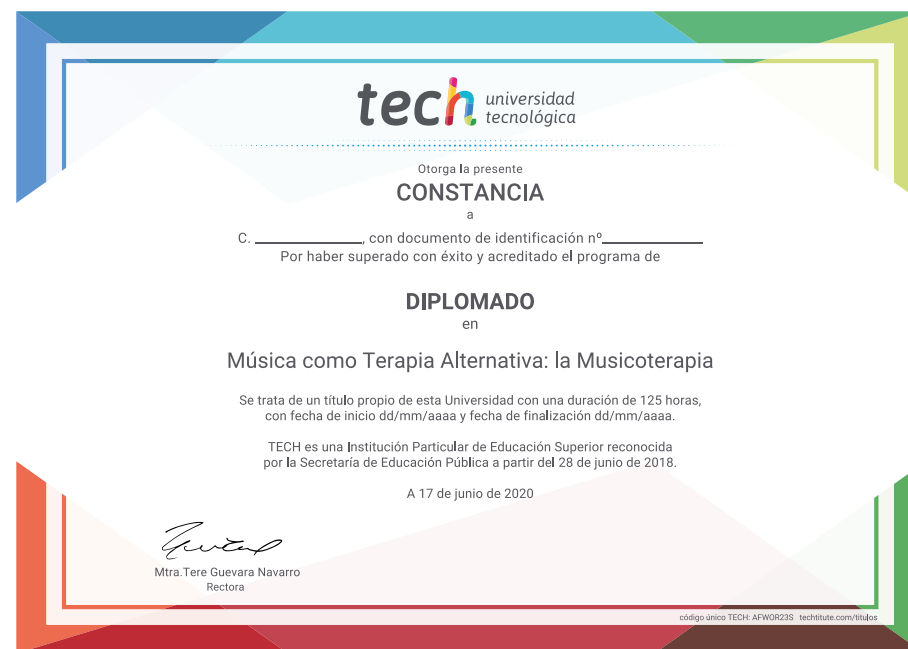 tech universidad
tecnológica
Otorga la presente
CONSTANCIA
a
C. ____________, con documento de identificación nº____________
Por haber superado con éxito y acreditado el programa de
DIPLOMADO
en
Música como Terapia Alternativa: la Musicoterapia
Se trata de un título propio de esta Universidad con una duración de 125 horas,
con fecha de inicio dd/mm/aaaa y fecha de finalización dd/mm/aaaa.
TECH es una Institución Particular de Educación Superior reconocida
por la Secretaría de Educación Pública a partir del 28 de junio de 2018.
A 17 de junio de 2020
Mtra.Tere Guevara Navarro
Rectora
código único TECH: AFWOR23S techtitute.com/titulos